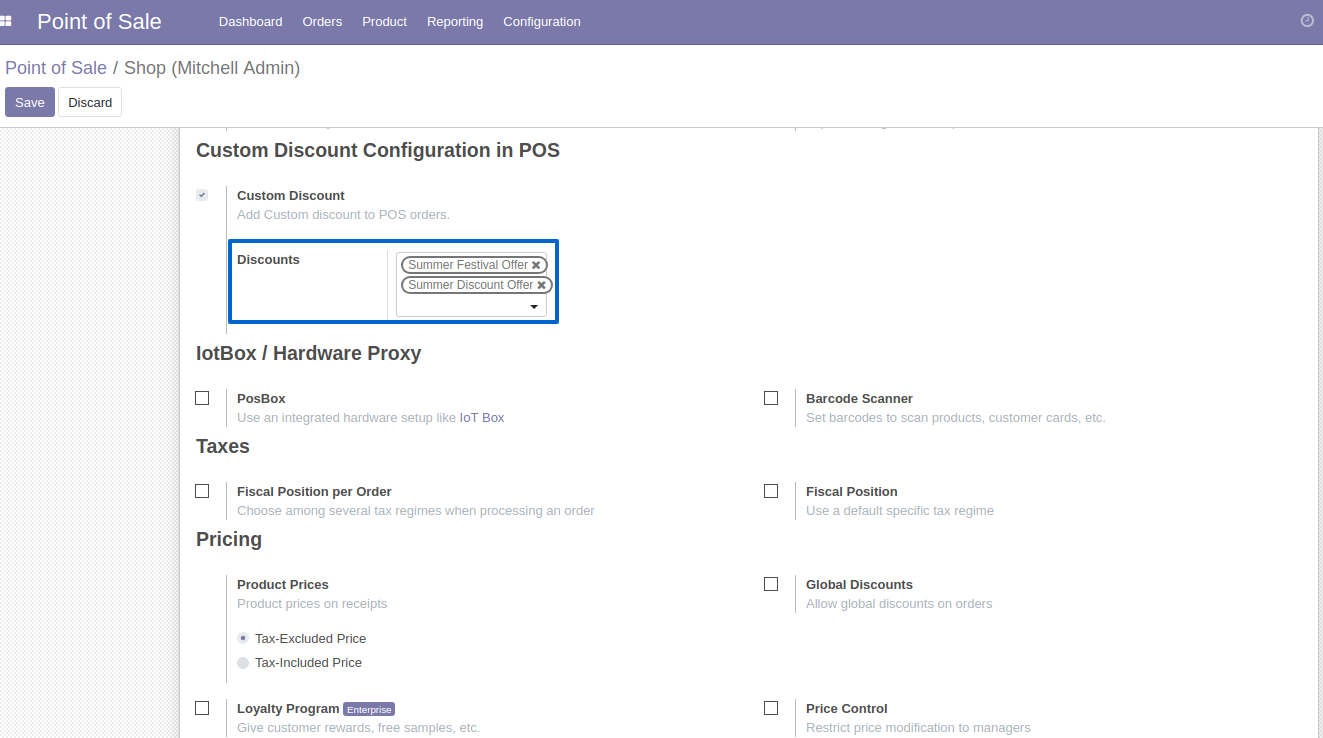 Point of Sale
Dashboard Orders Product Reporting Configuration
Point of Sale / Shop (Mitchell Admin)
Save Discard
Custom Discount Configuration in POS
Custom Discount
Add Custom discount to POS orders.
Discounts
Summer Festival Offer ✖
Summer Discount Offer ✖
IotBox / Hardware Proxy
PosBox
Use an integrated hardware setup like IoT Box
Barcode Scanner
Set barcodes to scan products, customer cards, etc.
Taxes
Fiscal Position per Order
Choose among several tax regimes when processing an order
Fiscal Position
Use a default specific tax regime
Pricing
Product Prices
Product prices on receipts
Tax-Excluded Price
Tax-Included Price
Global Discounts
Allow global discounts on orders
Loyalty Program Enterprise
Give customer rewards, free samples, etc.
Price Control
Restrict price modification to managers